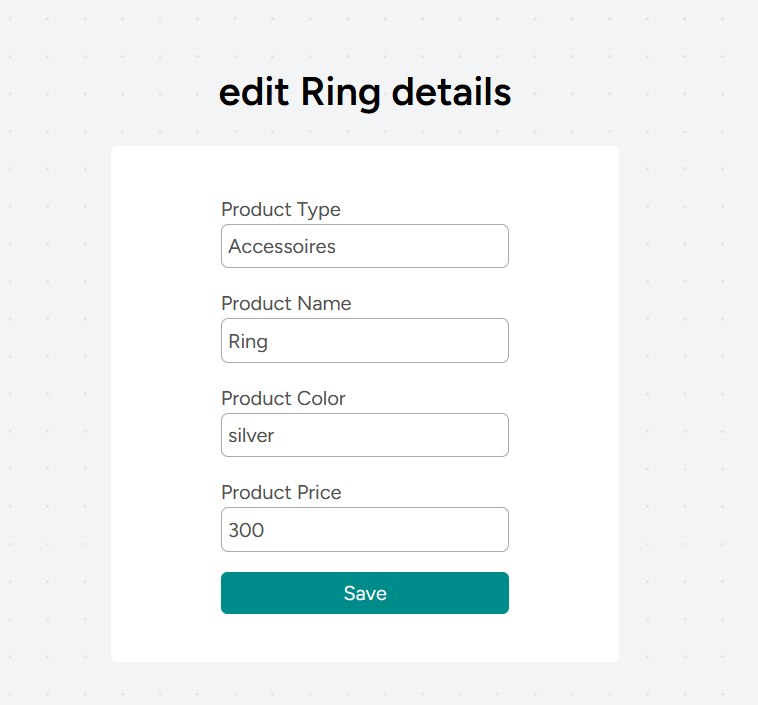 edit Ring details
Product Type
Accessoires
Product Name
Ring
Product Color
silver
Product Price
300
Save